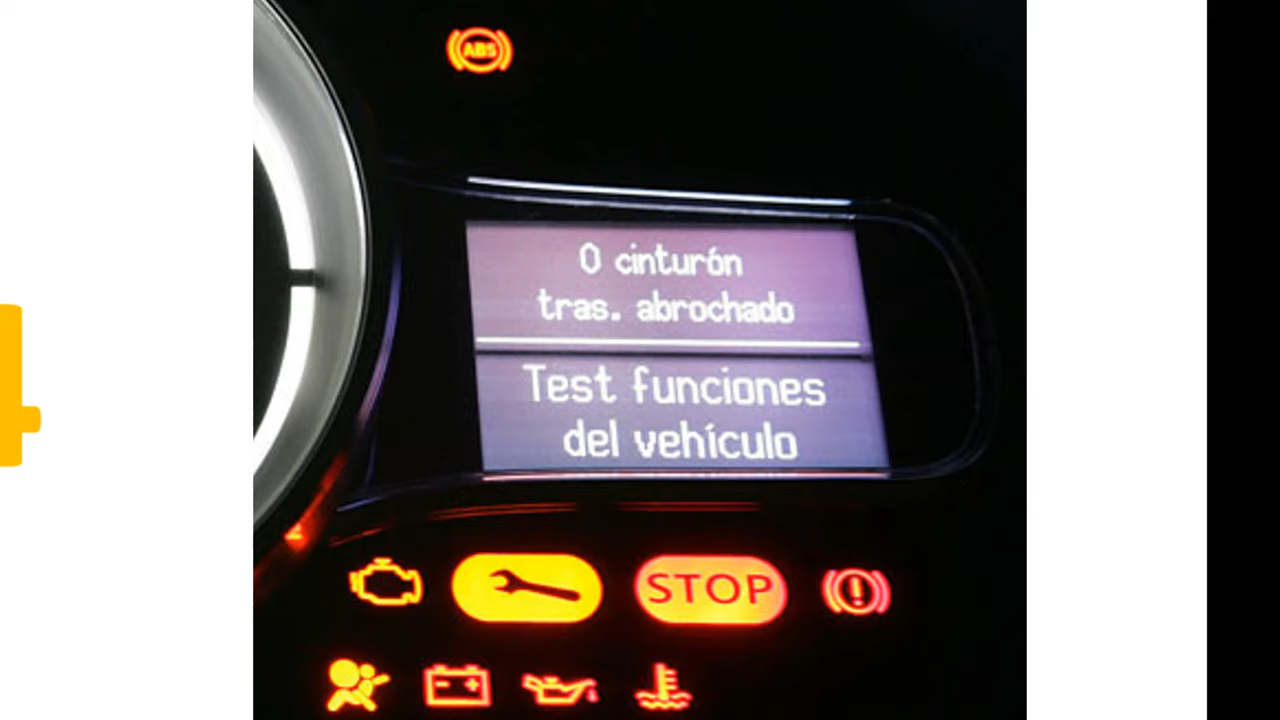 ABS
0 cinturón
tras. abrochado
Test funciones
del vehículo
STOP